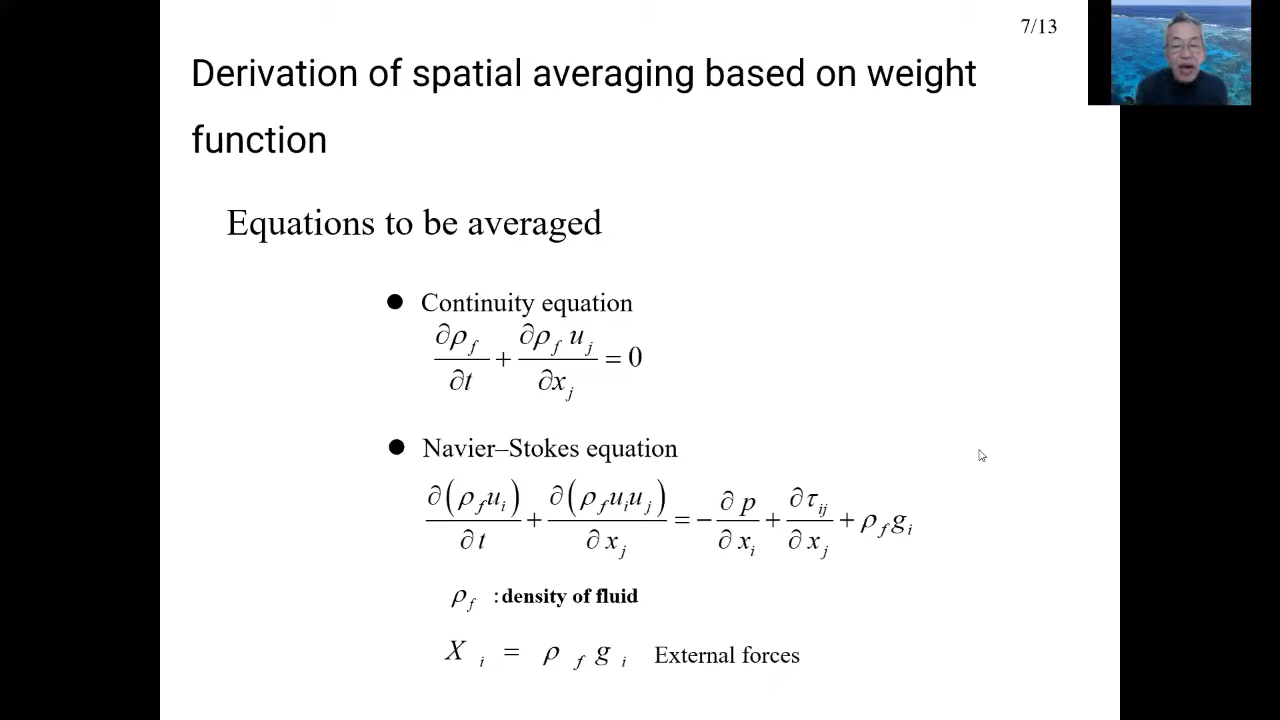 7/13
Derivation of spatial averaging based on weight
function
Equations to be averaged
● Continuity equation
∂ρ_f/∂t + ∂ρ_f u_j/∂x_j = 0
● Navier–Stokes equation
∂(ρ_f u_i)/∂t + ∂(ρ_f u_i u_j)/∂x_j = −∂p/∂x_i + ∂τ_ij/∂x_j + ρ_f g_i
ρ_f :density of fluid
X_i = ρ_f g_i External forces